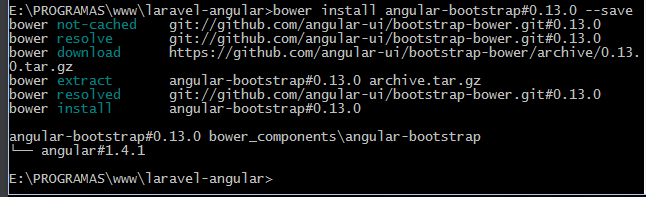 E:\PROGRAMAS\www\laravel-angular>bower install angular-bootstrap#0.13.0 --save
bower not-cached    git://github.com/angular-ui/bootstrap-bower.git#0.13.0
bower resolve       git://github.com/angular-ui/bootstrap-bower.git#0.13.0
bower download      https://github.com/angular-ui/bootstrap-bower/archive/0.13.
0.tar.gz
bower extract       angular-bootstrap#0.13.0 archive.tar.gz
bower resolved      git://github.com/angular-ui/bootstrap-bower.git#0.13.0
bower install       angular-bootstrap#0.13.0
angular-bootstrap#0.13.0 bower_components\angular-bootstrap
└── angular#1.4.1
E:\PROGRAMAS\www\laravel-angular>